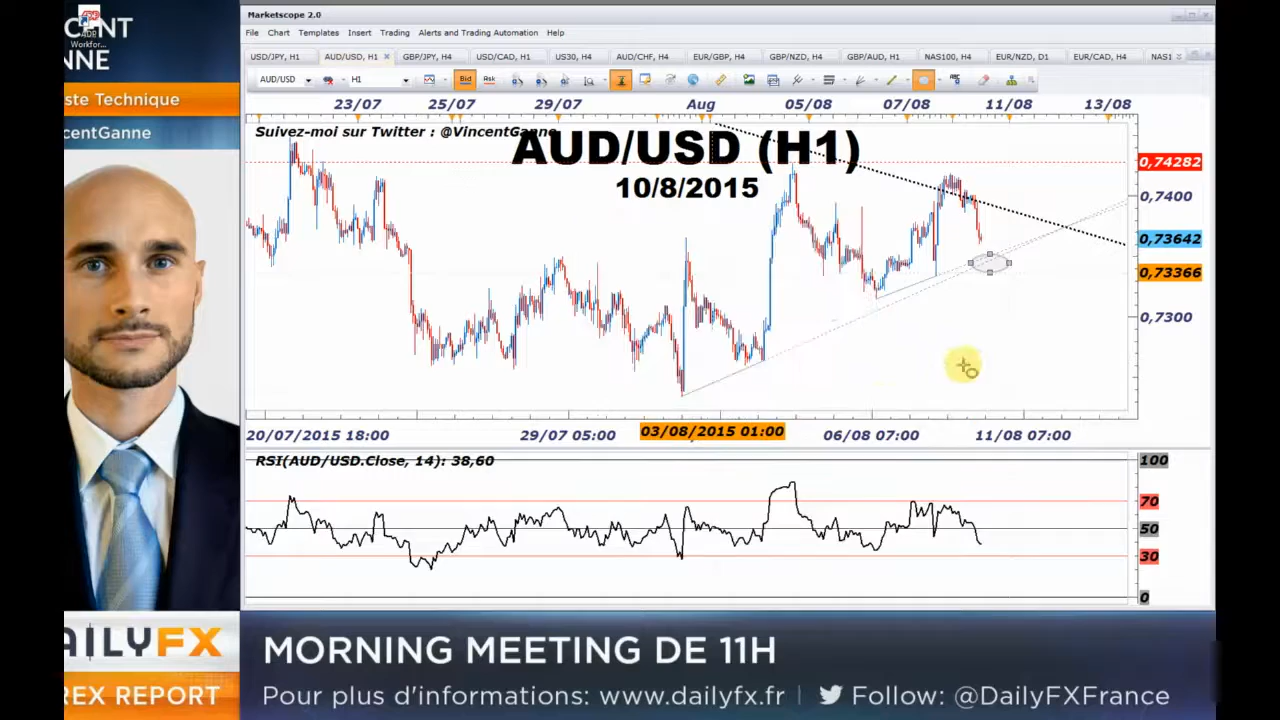 CENT
NNE
ADR
Workfor...
ste Technique
centGanne
Marketscope 2.0
File Chart Templates Insert Trading Alerts and Trading Automation Help
USD/JPY, H1 AUD/USD, H1 GBP/JPY, H4 USD/CAD, H1 US30, H4 AUD/CHF, H4 EUR/GBP, H4 GBP/NZD, H4 GBP/AUD, H1 NAS100, H4 EUR/NZD, D1 EUR/CAD, H4 NAS1
AUD/USD H1 Bid Ask
23/07 25/07 29/07 Aug 05/08 07/08 11/08 13/08
Suivez-moi sur Twitter : @VincentGanne
AUD/USD (H1)
10/8/2015
0,74282
0,7400
0,73642
0,73366
0,7300
20/07/2015 18:00 29/07 05:00 03/08/2015 01:00 06/08 07:00 11/08 07:00
RSI(AUD/USD.Close, 14): 38,60
100
70
50
30
0
AILYFX
REX REPORT
MORNING MEETING DE 11H
Pour plus d'informations: www.dailyfx.fr | Follow: @DailyFXFrance